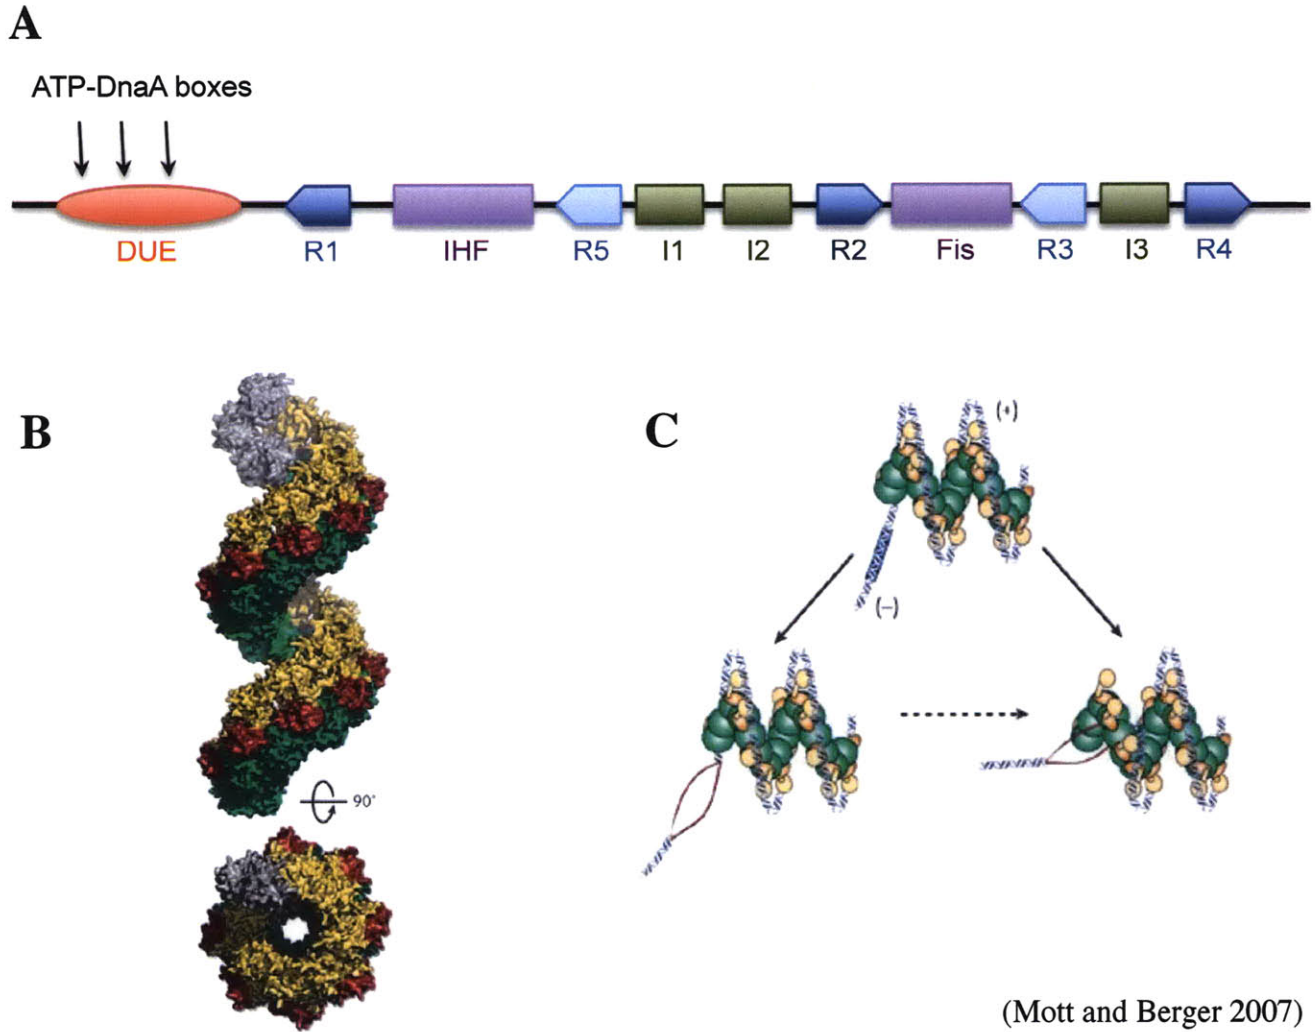 A
ATP-DnaA boxes
DUE R1 IHF R5 I1 I2 R2 Fis R3 I3 R4
B
90°
C
(+)
(−)
(Mott and Berger 2007)